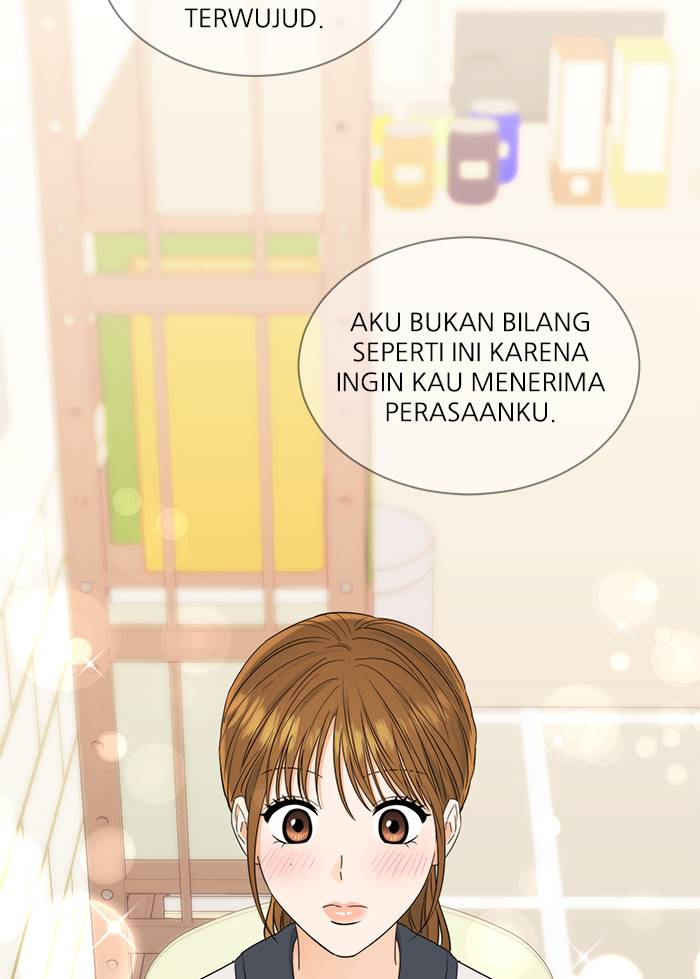 TERWUJUD.
AKU BUKAN BILANG
SEPERTI INI KARENA
INGIN KAU MENERIMA
PERASAANKU.